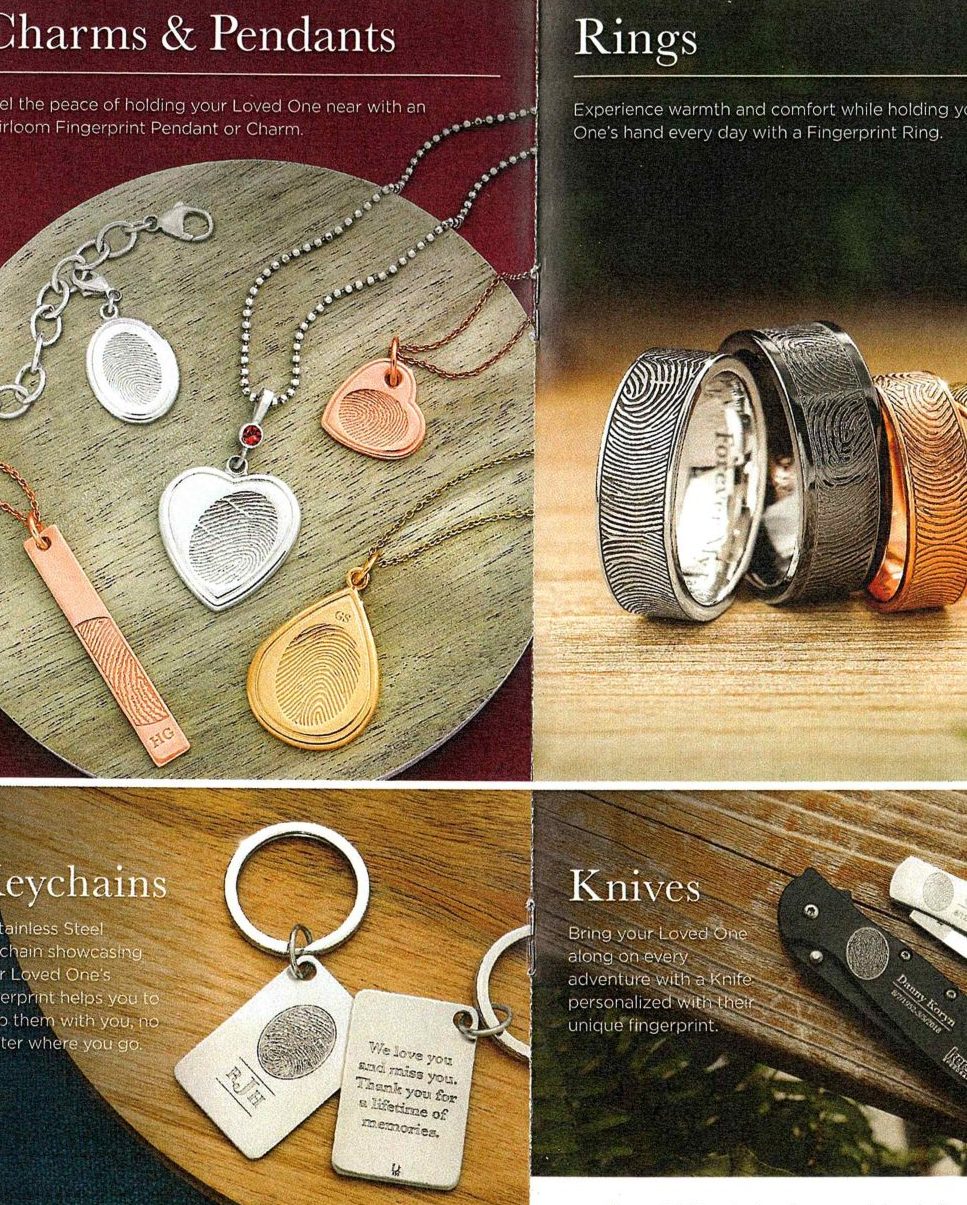 Charms & Pendants
el the peace of holding your Loved One near with an
irloom Fingerprint Pendant or Charm.
HG
GS
Rings
Experience warmth and comfort while holding yo
One's hand every day with a Fingerprint Ring.
Forever My
eychains
tainless Steel
chain showcasing
r Loved One's
erprint helps you to
p them with you, no
ter where you go.
BJH
We love you
and miss you.
Thank you for
a lifetime of
memories.
Knives
Bring your Loved One
along on every
adventure with a Knife
personalized with their
unique fingerprint.
Danny Koryn